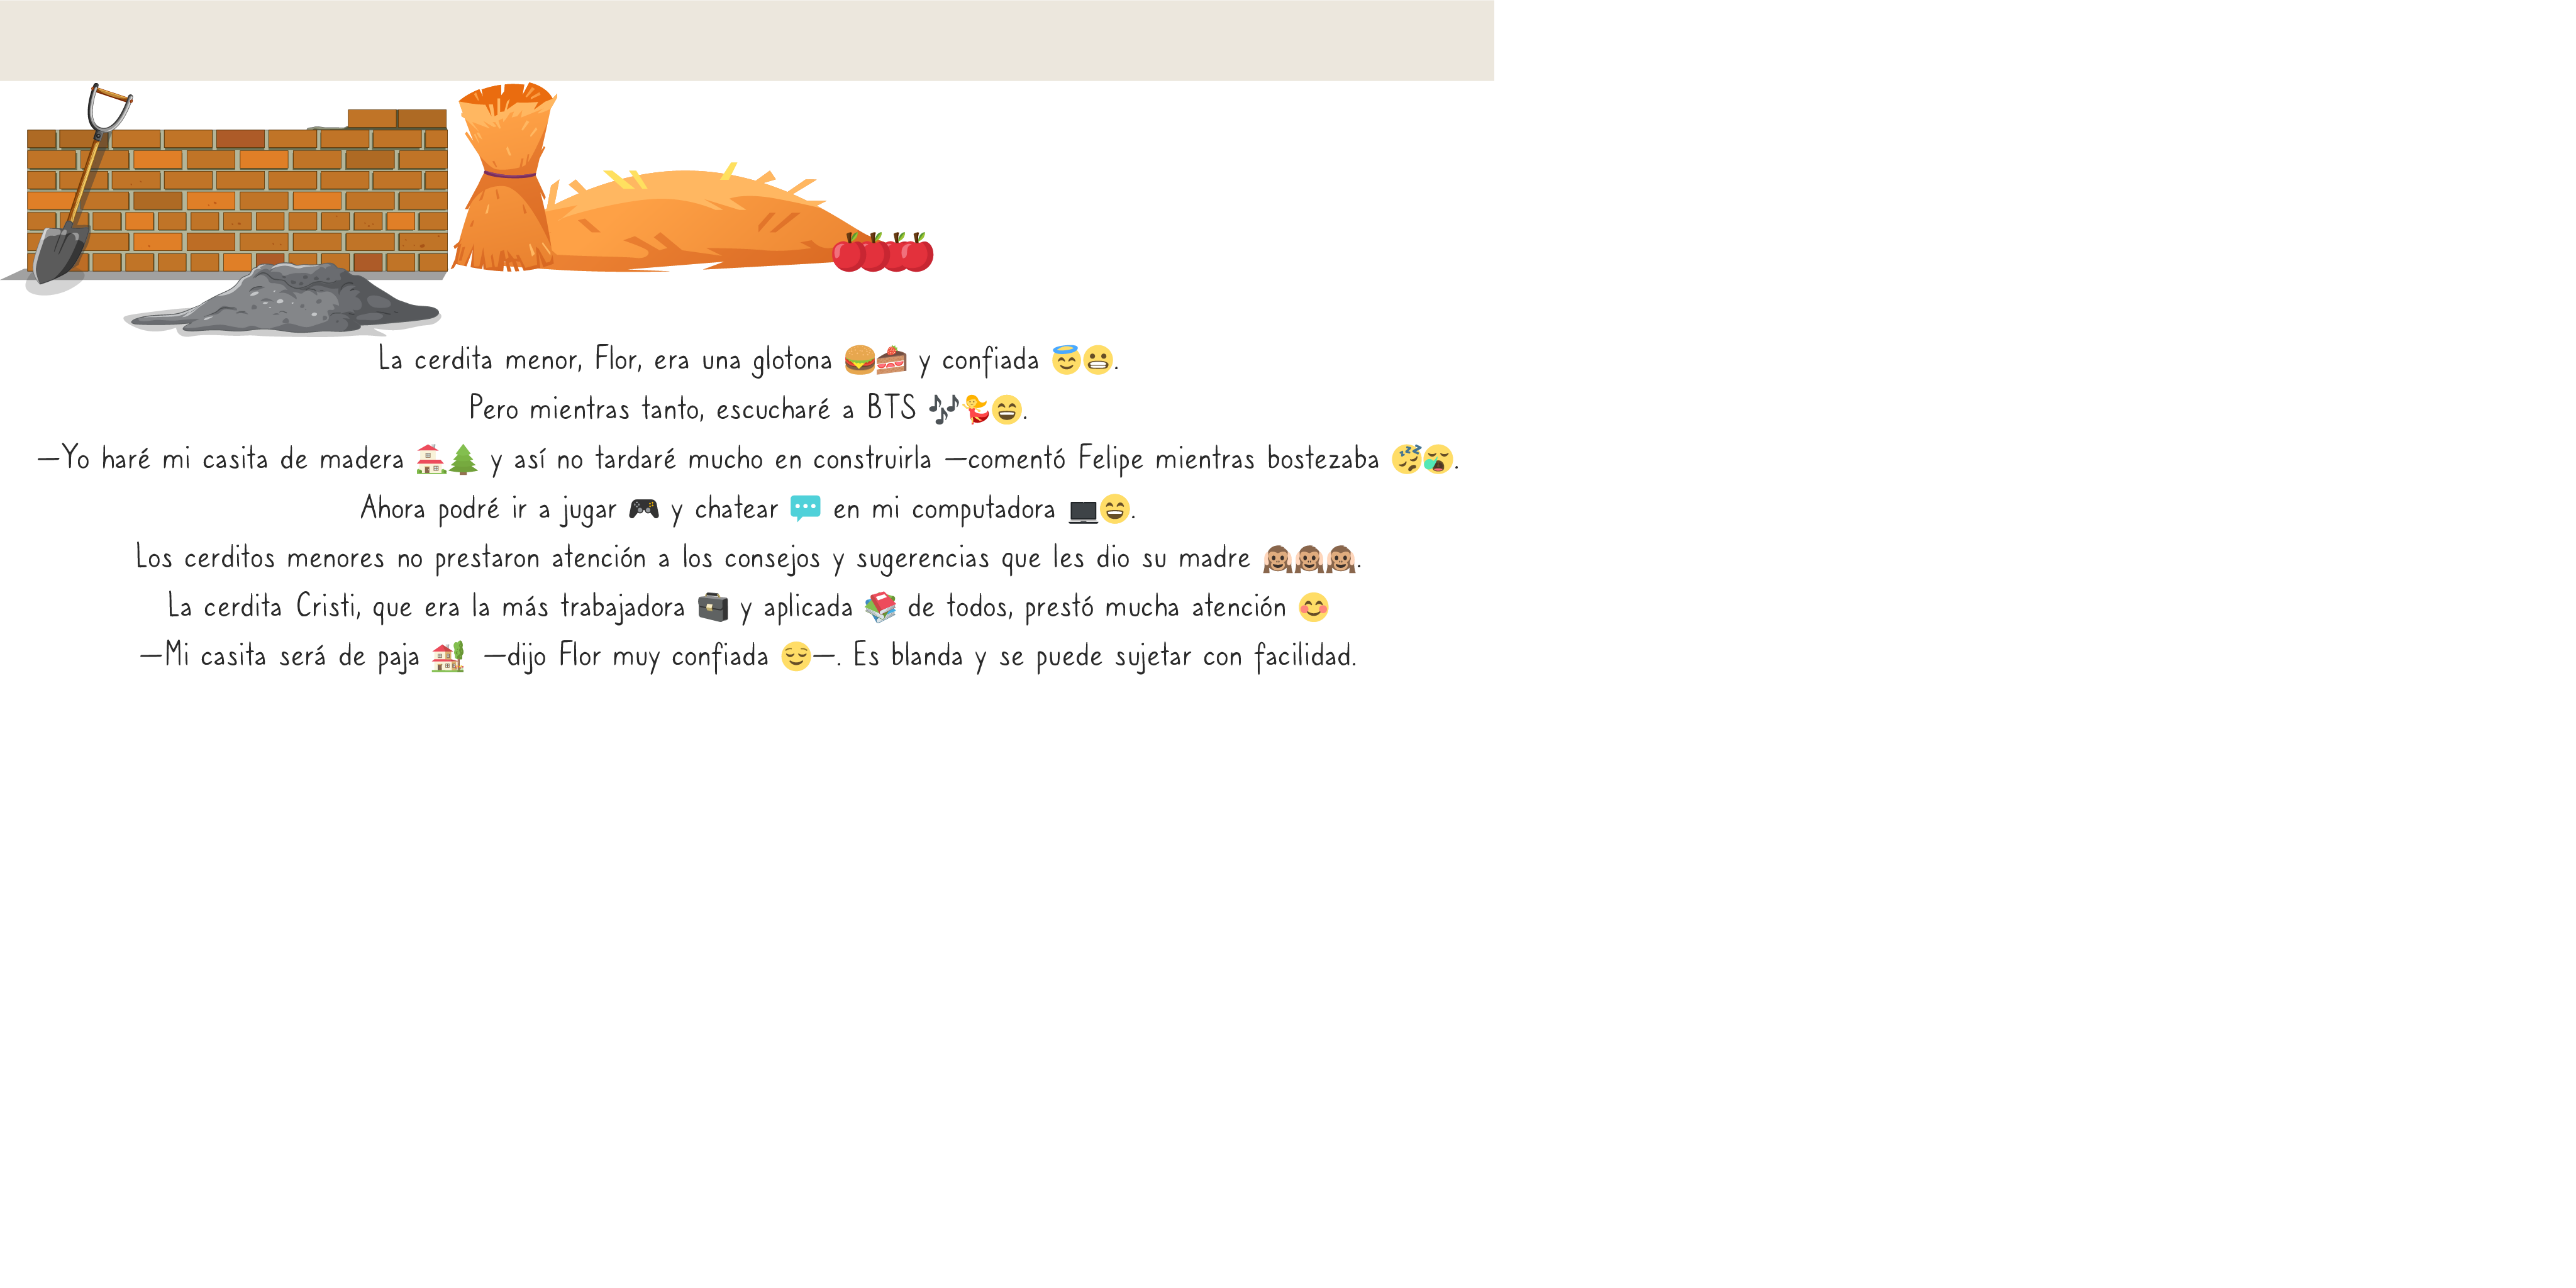 La cerdita menor, Flor, era una glotona 🍔🍰 y confiada 😇😬.
Pero mientras tanto, escucharé a BTS 🎶💃😄.
—Yo haré mi casita de madera 🏠🌲 y así no tardaré mucho en construirla —comentó Felipe mientras bostezaba 😴😪.
Ahora podré ir a jugar 🎮 y chatear 💬 en mi computadora 💻😄.
Los cerditos menores no prestaron atención a los consejos y sugerencias que les dio su madre 🙉🙉🙉.
La cerdita Cristi, que era la más trabajadora 💼 y aplicada 📚 de todos, prestó mucha atención 😊
—Mi casita será de paja 🏡 —dijo Flor muy confiada 😌—. Es blanda y se puede sujetar con facilidad.